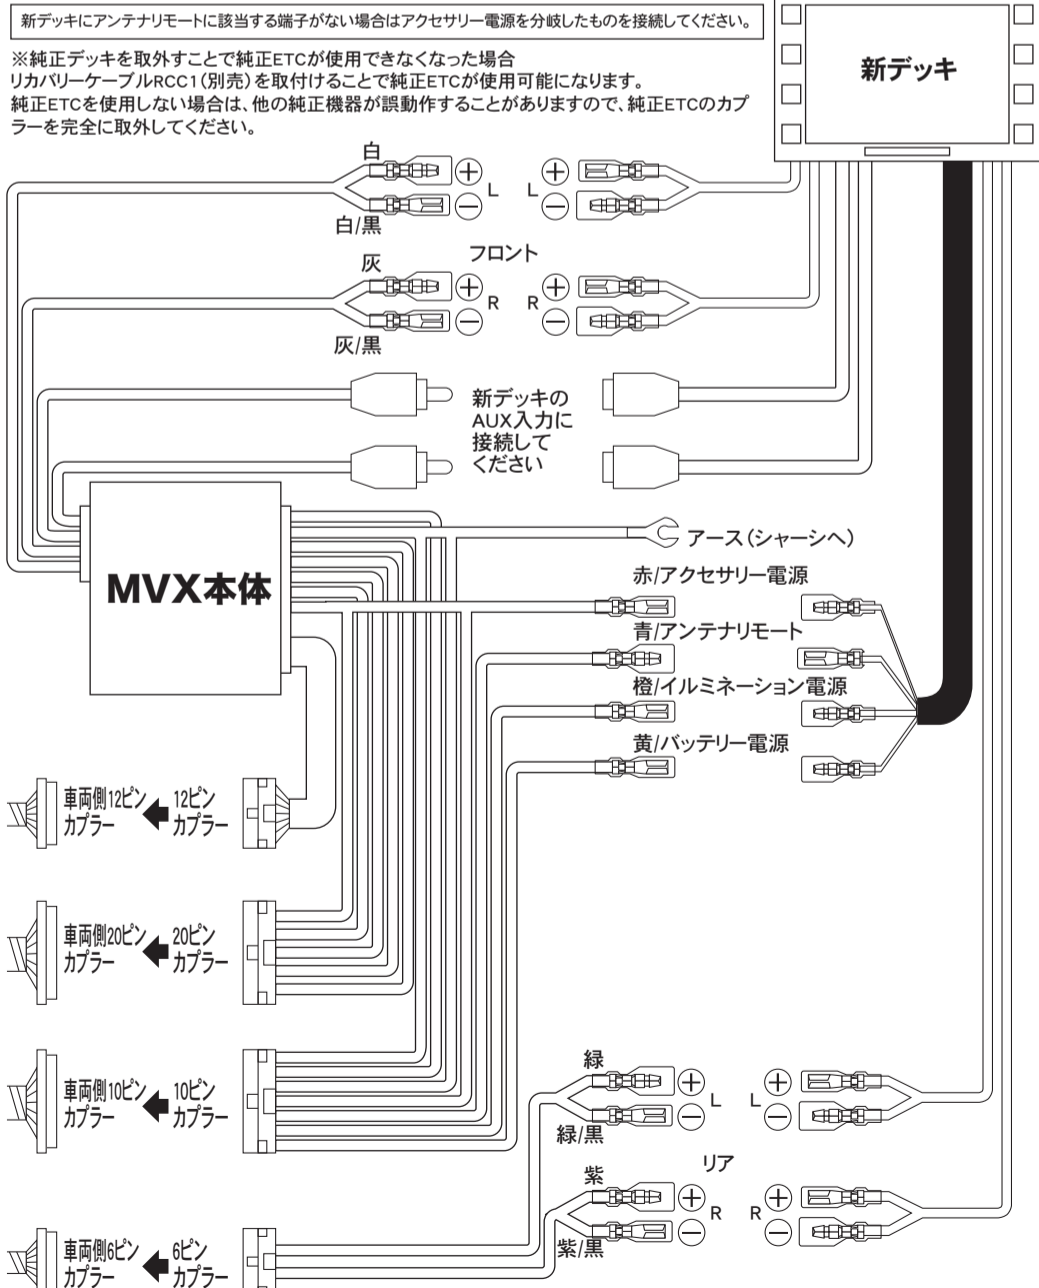 新デッキにアンテナリモートに該当する端子がない場合はアクセサリー電源を分岐したものを接続してください。
※純正デッキを取外すことで純正ETCが使用できなくなった場合
リカバリーケーブルRCC1(別売)を取付けることで純正ETCが使用可能になります。
純正ETCを使用しない場合は、他の純正機器が誤動作することがありますので、純正ETCのカプ
ラーを完全に取外してください。
新デッキ
白
⊕ L L ⊕
⊖ ⊖
白/黒
フロント
灰
⊕ R R ⊕
⊖ ⊖
灰/黒
新デッキの
AUX入力に
接続して
ください
MVX本体
アース(シャーシへ)
赤/アクセサリー電源
青/アンテナリモート
橙/イルミネーション電源
黄/バッテリー電源
車両側12ピン
カプラー
12ピン
カプラー
車両側20ピン
カプラー
20ピン
カプラー
車両側10ピン
カプラー
10ピン
カプラー
緑
⊕ L L ⊕
⊖ ⊖
緑/黒
リア
紫
⊕ R R ⊕
⊖ ⊖
紫/黒
車両側6ピン
カプラー
6ピン
カプラー